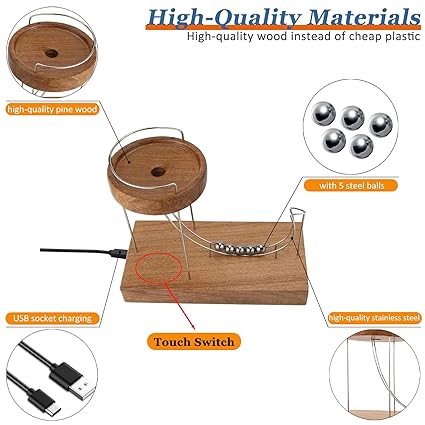 High-Quality Materials
High-quality wood instead of cheap plastic
high-quality pine wood
with 5 steel balls
USB socket charging
high-quality stainless steel
Touch Switch